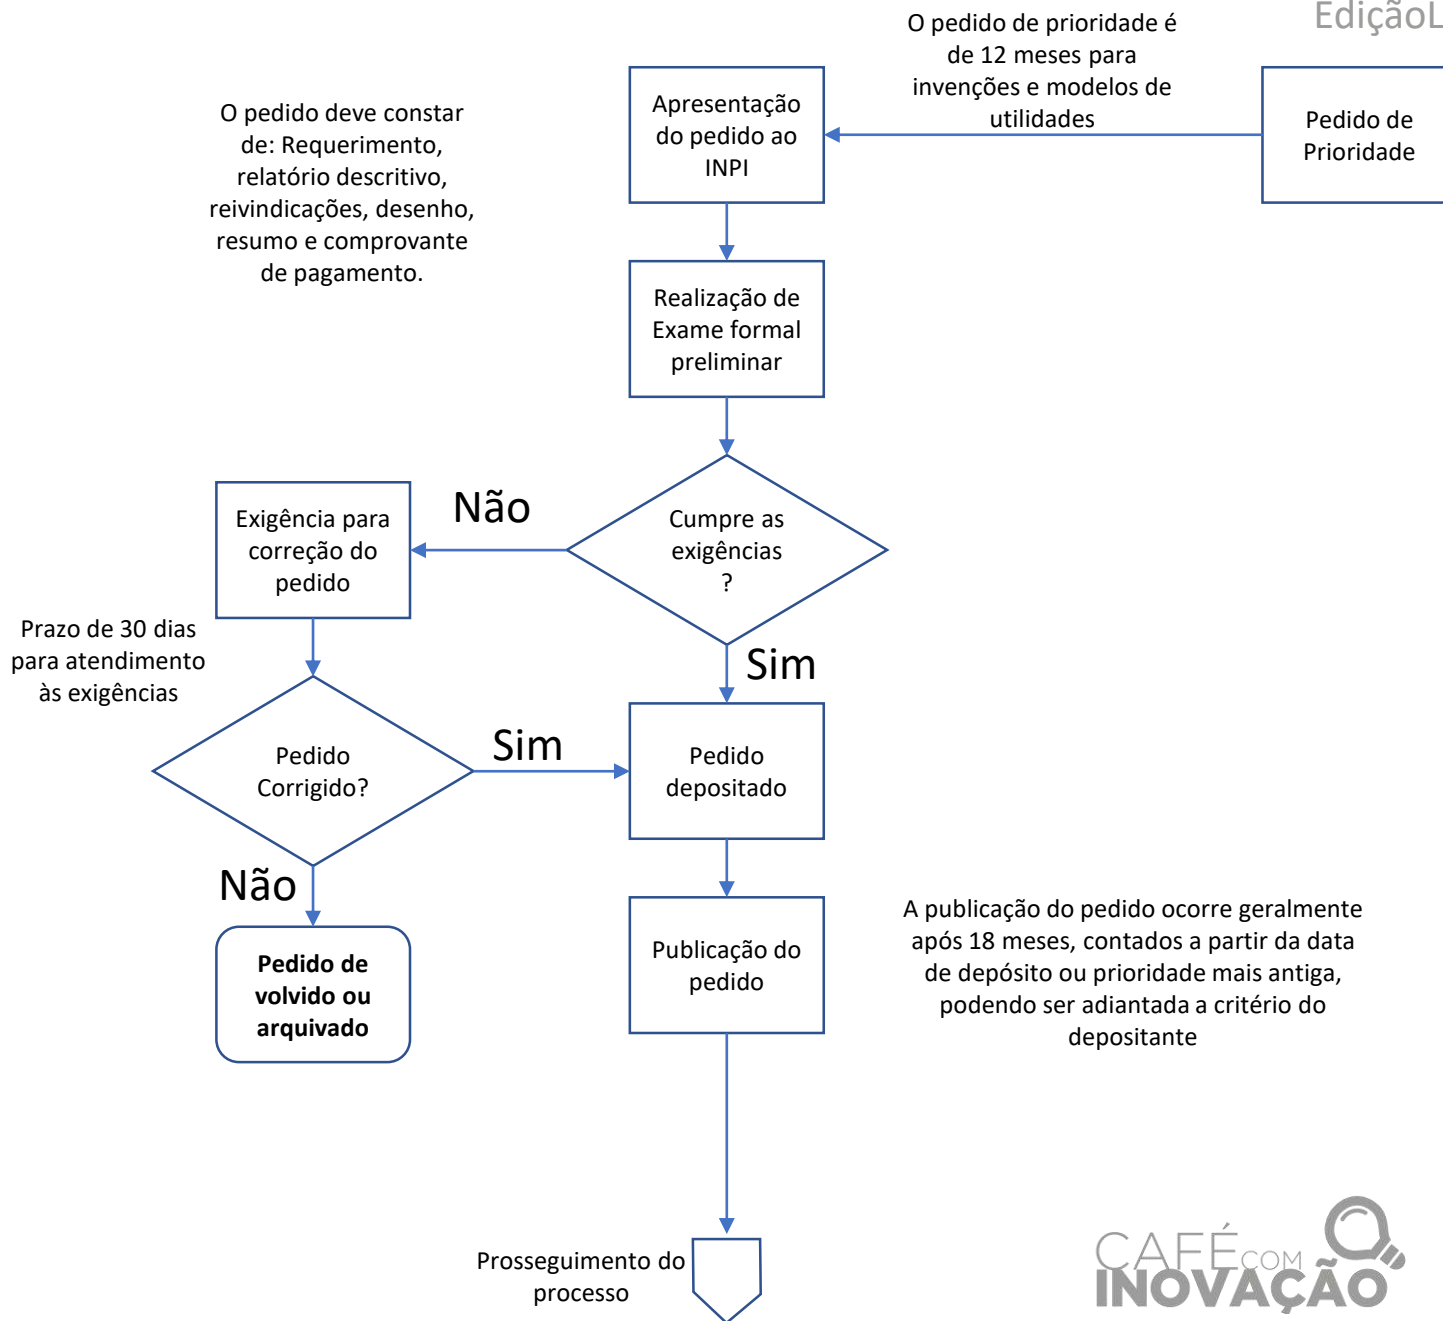 EdiçãoL
O pedido de prioridade é
de 12 meses para
invenções e modelos de
utilidades
Apresentação
do pedido ao
INPI
Pedido de
Prioridade
O pedido deve constar
de: Requerimento,
relatório descritivo,
reivindicações, desenho,
resumo e comprovante
de pagamento.
Realização de
Exame formal
preliminar
Não
Exigência para
correção do
pedido
Cumpre as
exigências
?
Prazo de 30 dias
para atendimento
às exigências
Sim
Pedido
Corrigido?
Sim
Pedido
depositado
Não
Pedido de
volvido ou
arquivado
Publicação do
pedido
A publicação do pedido ocorre geralmente
após 18 meses, contados a partir da data
de depósito ou prioridade mais antiga,
podendo ser adiantada a critério do
depositante
Prosseguimento do
processo
CAFÉ COM
INOVAÇÃO